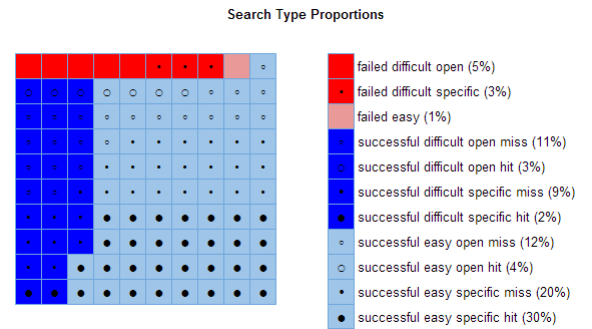 Search Type Proportions
failed difficult open (5%)
failed difficult specific (3%)
failed easy (1%)
successful difficult open miss (11%)
successful difficult open hit (3%)
successful difficult specific miss (9%)
successful difficult specific hit (2%)
successful easy open miss (12%)
successful easy open hit (4%)
successful easy specific miss (20%)
successful easy specific hit (30%)